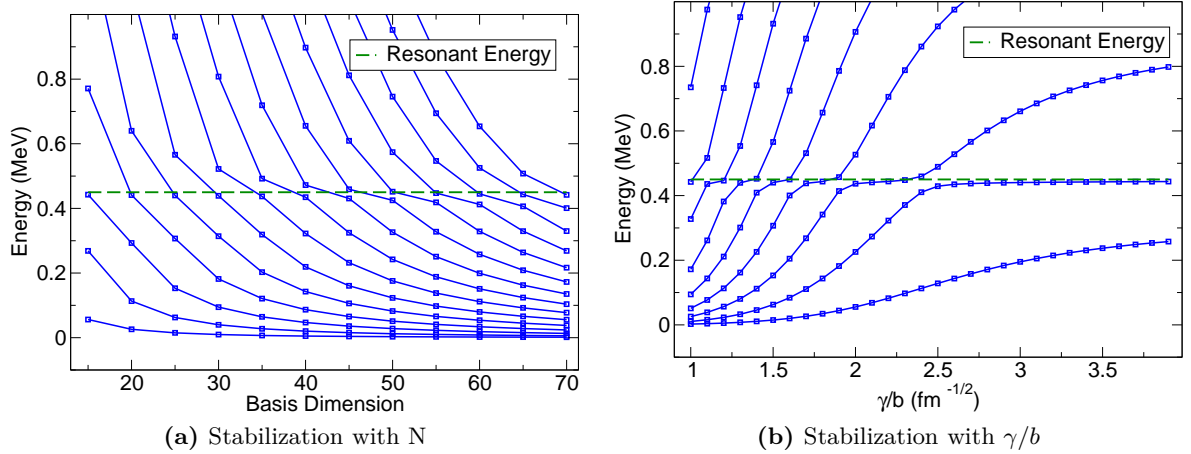 Resonant Energy
Energy (MeV)
0.8
0.6
0.4
0.2
0
20 30 40 50 60 70
Basis Dimension
(a) Stabilization with N
Resonant Energy
Energy (MeV)
0.8
0.6
0.4
0.2
0
1 1.5 2 2.5 3 3.5
γ/b (fm -1/2)
(b) Stabilization with γ/b